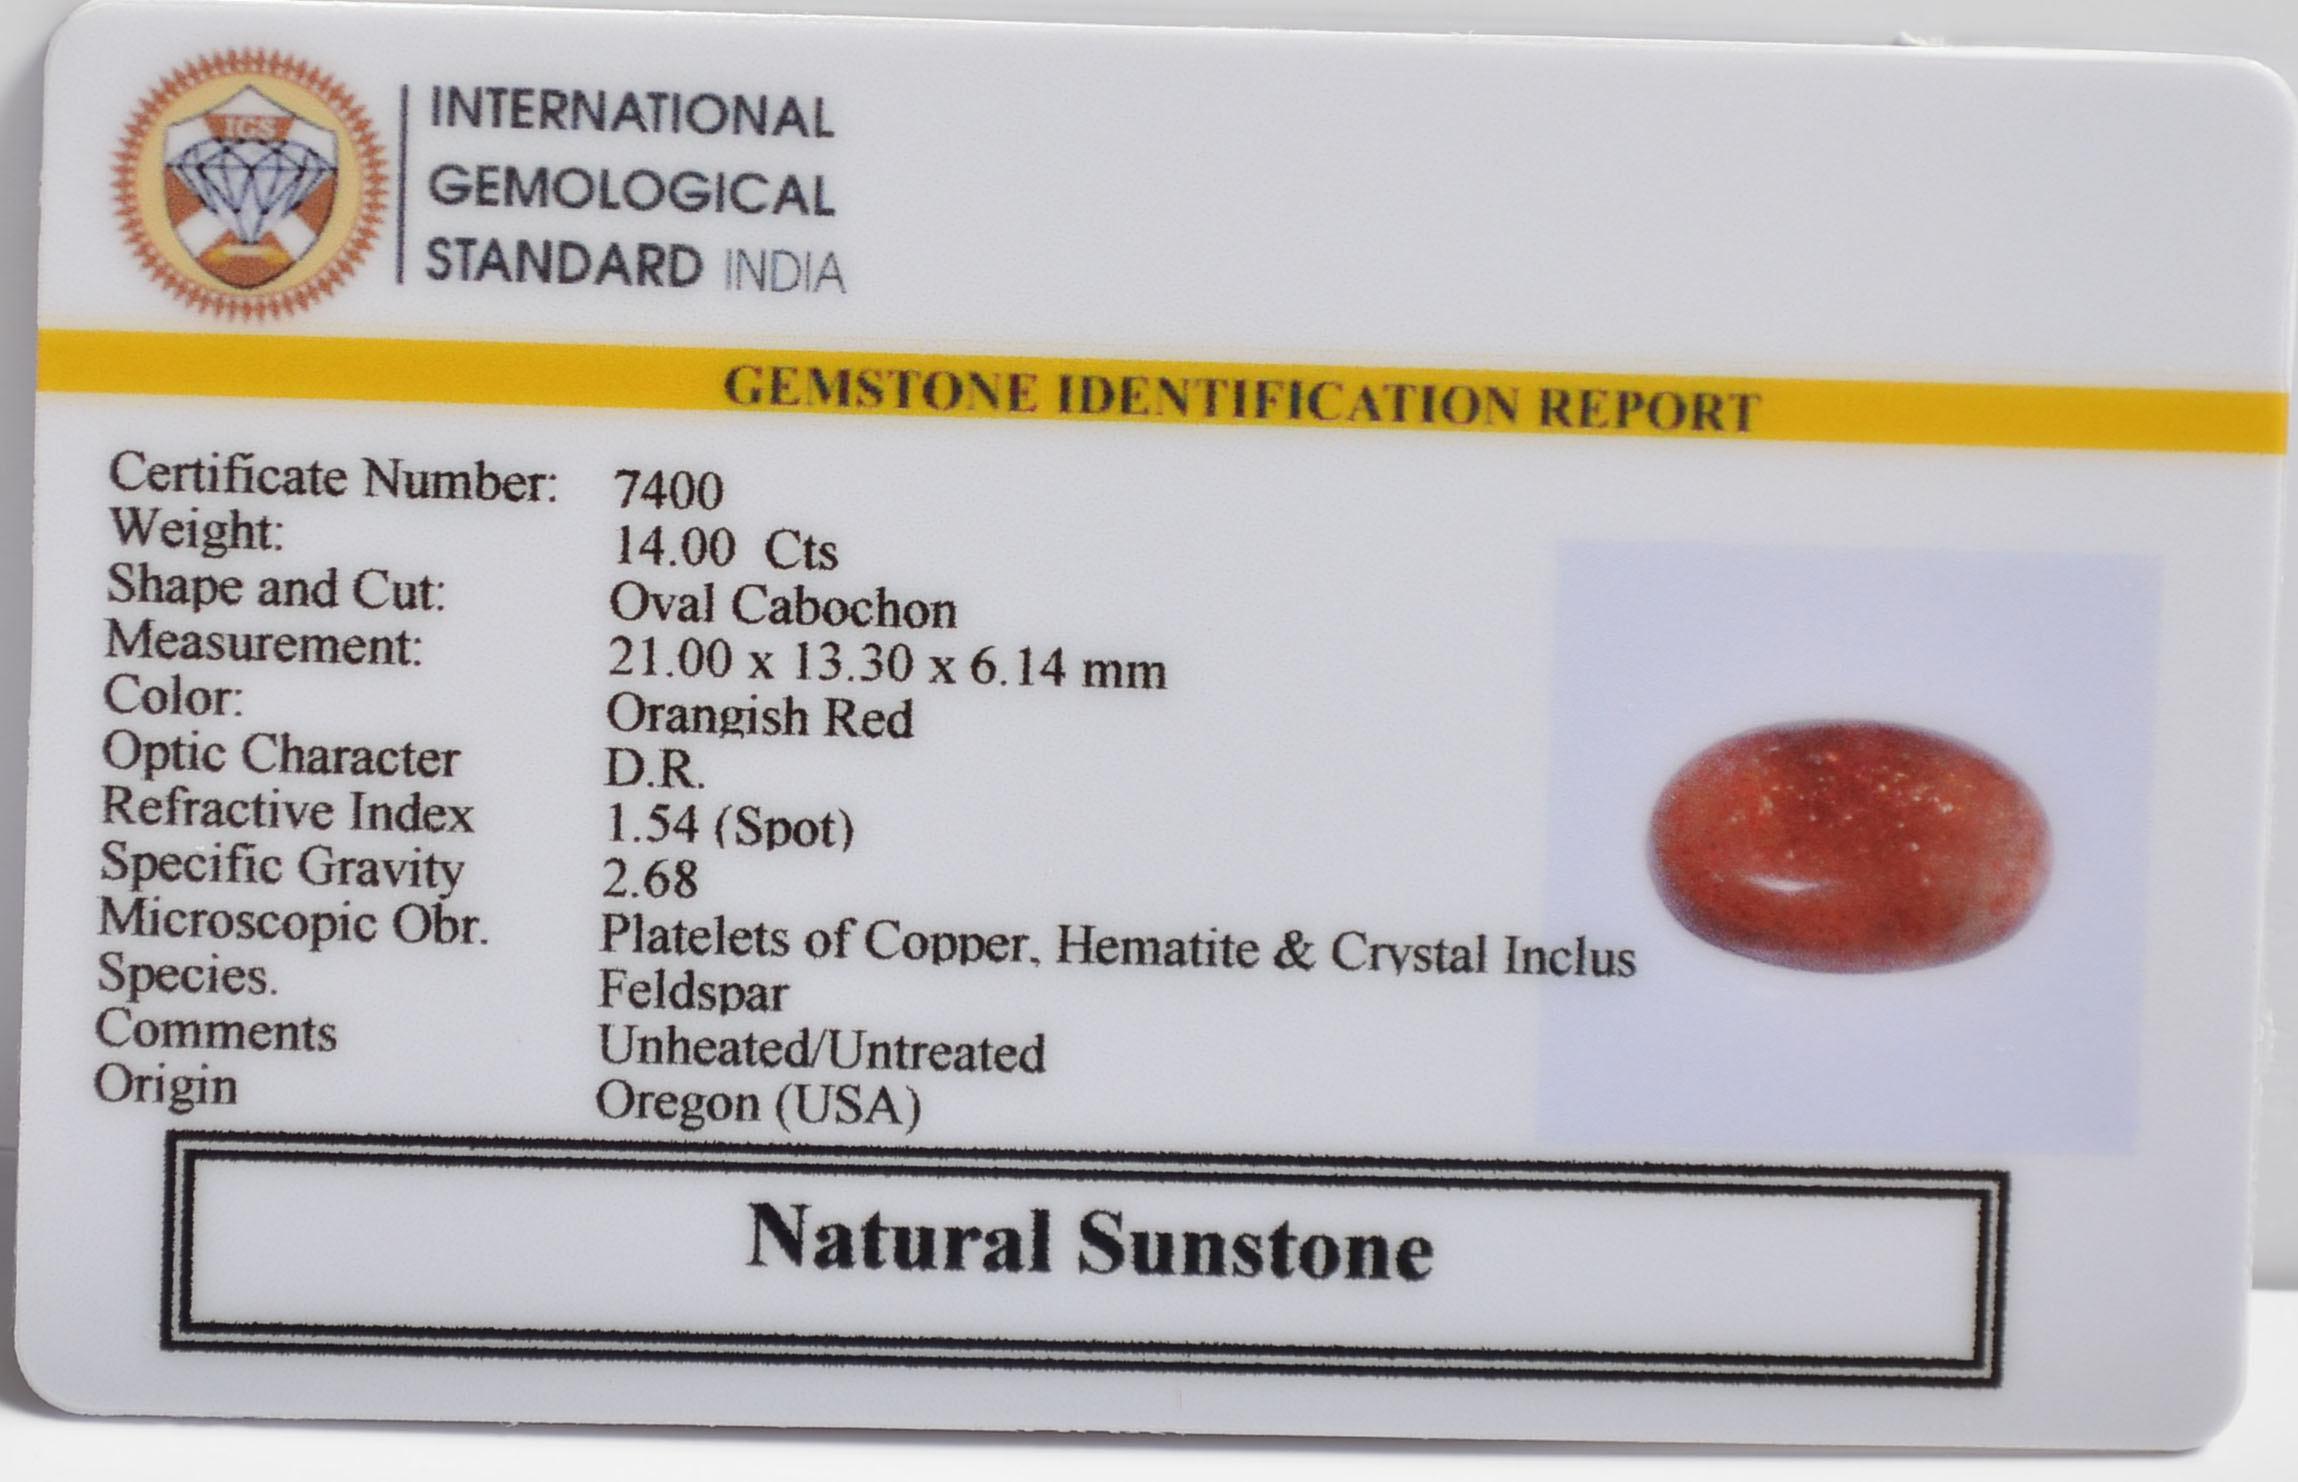 IGS
INTERNATIONAL
GEMOLOGICAL
STANDARD INDIA
GEMSTONE IDENTIFICATION REPORT
Certificate Number: 7400
Weight: 14.00 Cts
Shape and Cut: Oval Cabochon
Measurement: 21.00 x 13.30 x 6.14 mm
Color: Orangish Red
Optic Character D.R.
Refractive Index 1.54 (Spot)
Specific Gravity 2.68
Microscopic Obr. Platelets of Copper, Hematite & Crystal Inclus
Species. Feldspar
Comments Unheated/Untreated
Origin Oregon (USA)
Natural Sunstone